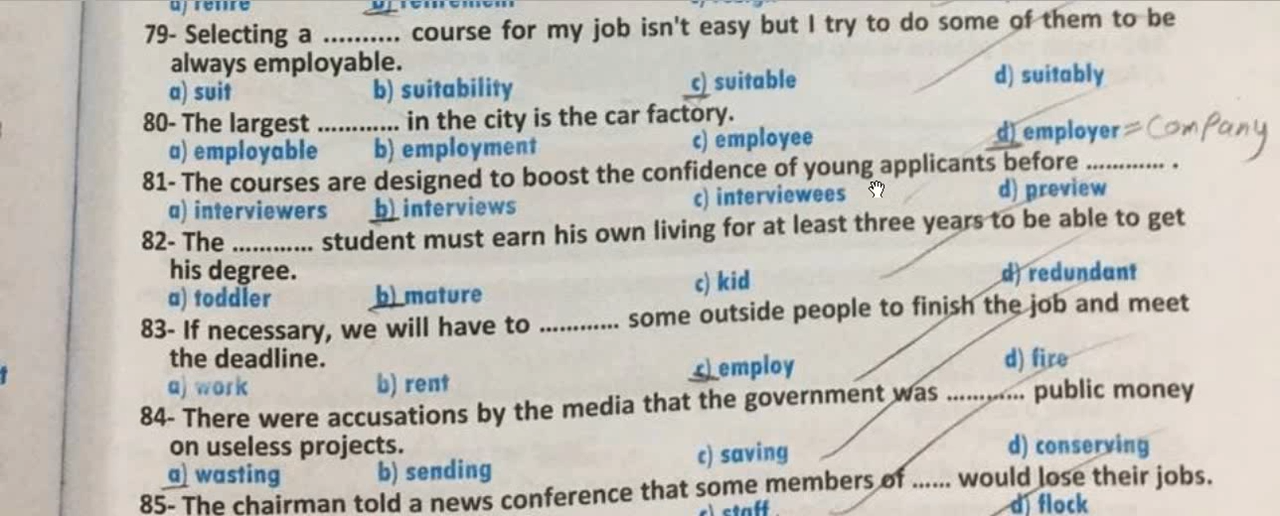 a) retire
79- Selecting a .......... course for my job isn't easy but I try to do some of them to be
always employable.
a) suit b) suitability c) suitable d) suitably
80- The largest ............ in the city is the car factory.
a) employable b) employment c) employee d) employer = Company
81- The courses are designed to boost the confidence of young applicants before ............ .
a) interviewers b) interviews c) interviewees d) preview
82- The ............ student must earn his own living for at least three years to be able to get
his degree.
a) toddler b) mature c) kid d) redundant
83- If necessary, we will have to ............ some outside people to finish the job and meet
the deadline.
a) work b) rent c) employ d) fire
84- There were accusations by the media that the government was ............ public money
on useless projects.
a) wasting b) sending c) saving d) conserving
85- The chairman told a news conference that some members of ...... would lose their jobs.
c) staff d) flock